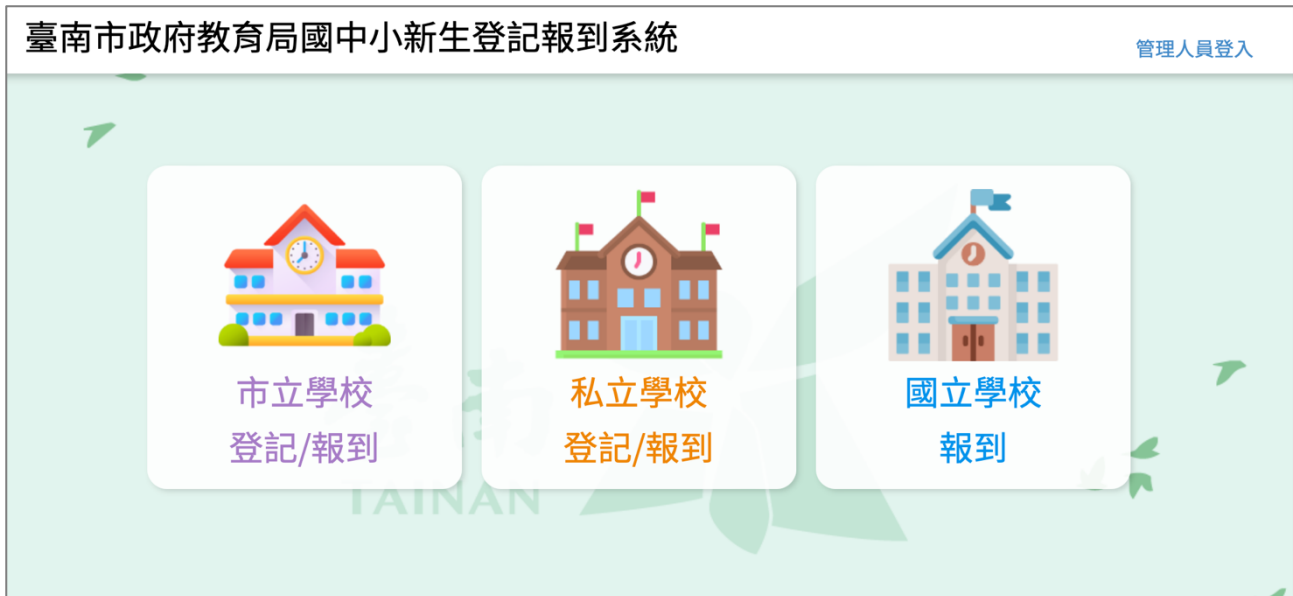 臺南市政府教育局國中小新生登記報到系統
管理人員登入
市立學校
登記/報到
私立學校
登記/報到
國立學校
報到
臺南
TAINAN